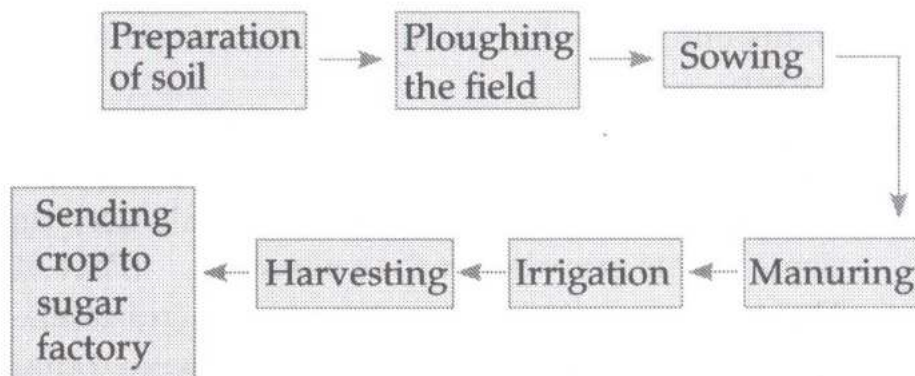 Preparation
of soil
Ploughing
the field
Sowing
Manuring
Irrigation
Harvesting
Sending
crop to
sugar
factory